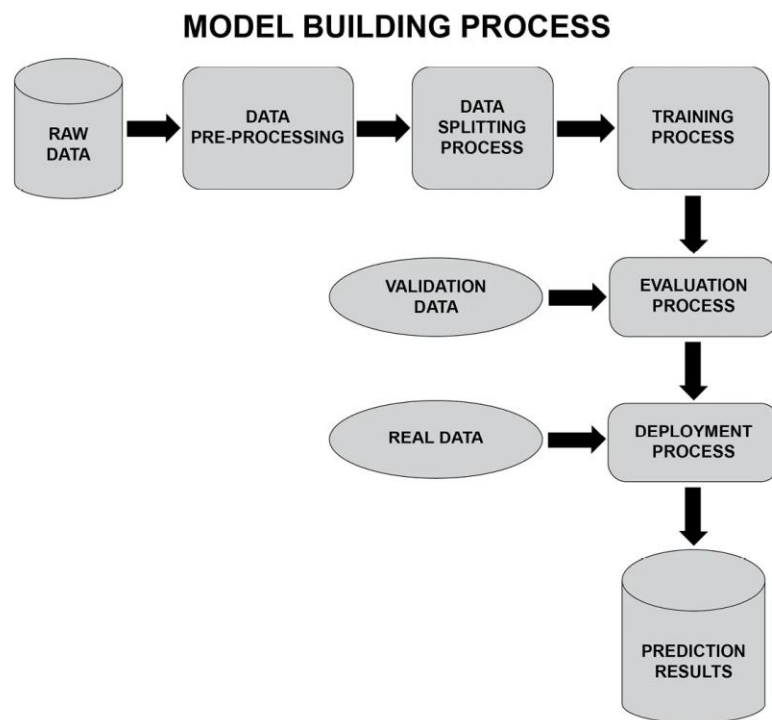 MODEL BUILDING PROCESS
RAW
DATA
DATA
PRE-PROCESSING
DATA
SPLITTING
PROCESS
TRAINING
PROCESS
VALIDATION
DATA
EVALUATION
PROCESS
REAL DATA
DEPLOYMENT
PROCESS
PREDICTION
RESULTS